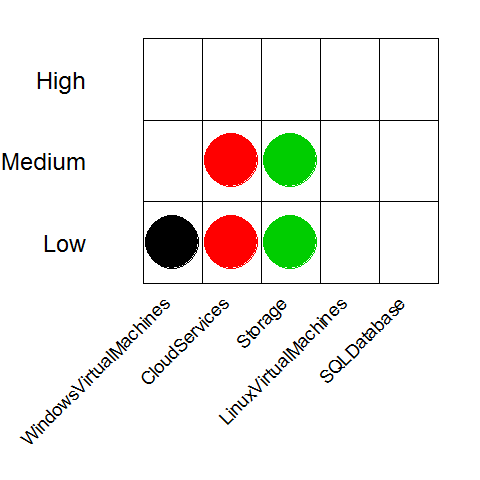 High
Medium
Low
WindowsVirtualMachines
CloudServices
Storage
LinuxVirtualMachines
SQLDatabase